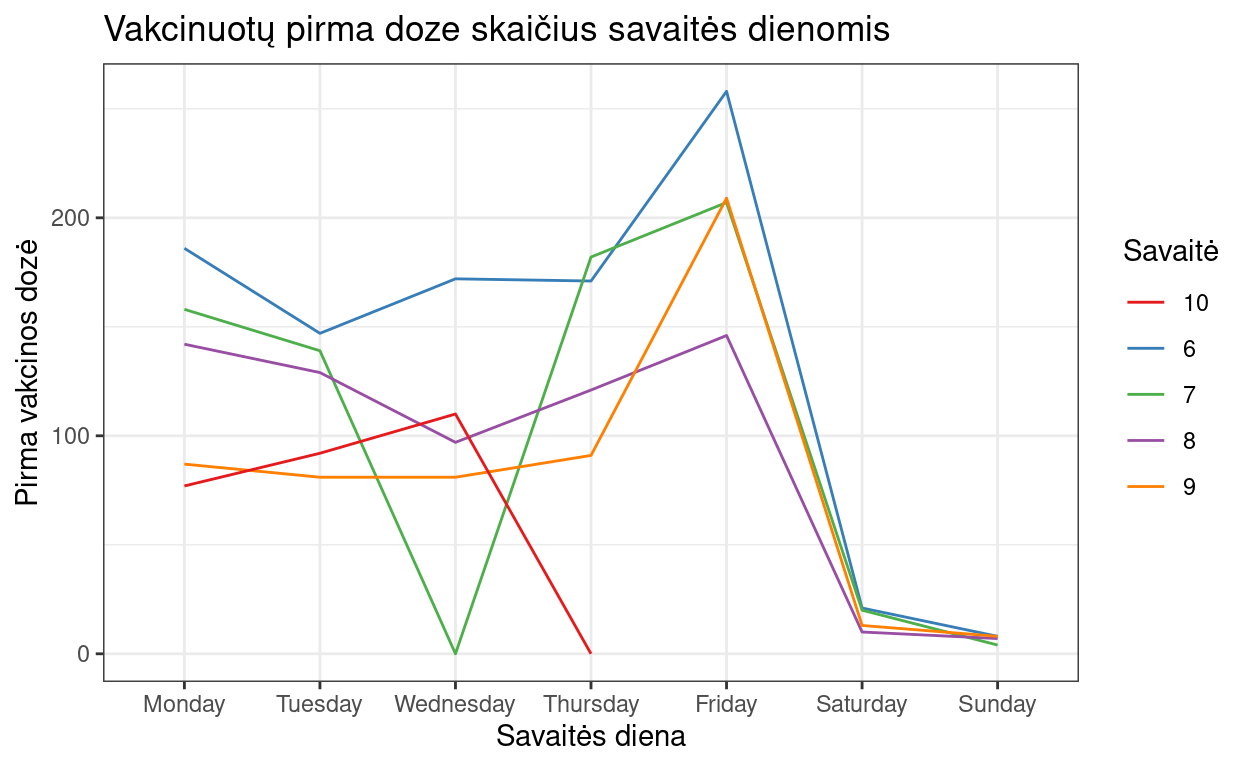 Vakcinuotų pirma doze skaičius savaitės dienomis
Pirma vakcinos dozė
200
100
0
Monday
Tuesday
Wednesday
Thursday
Friday
Saturday
Sunday
Savaitės diena
Savaitė
10
6
7
8
9